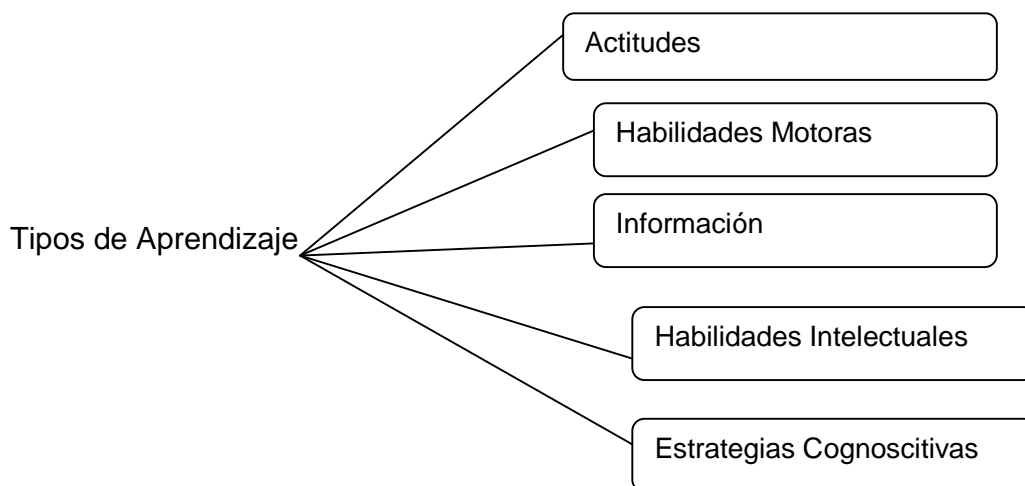 Actitudes
Habilidades Motoras
Información
Tipos de Aprendizaje
Habilidades Intelectuales
Estrategias Cognoscitivas